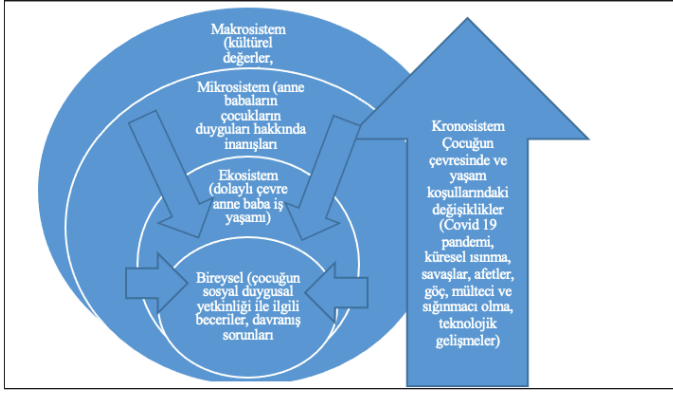 Makrosistem
(kültürel
değerler,
Mikrosistem (anne
babaların
çocukların
duyguları hakkında
inanışları
Ekosistem
(dolaylı çevre
anne baba iş
yaşamı)
Bireysel (çocuğun
sosyal duygusal
yetkinliği ile ilgili
beceriler, davranış
sorunları
Kronosistem
Çocuğun
çevresinde ve
yaşam
koşullarındaki
değişiklikler
(Covid 19
pandemi,
küresel ısınma,
savaşlar, afetler,
göç, mülteci ve
sığınmacı olma,
teknolojik
gelişmeler)